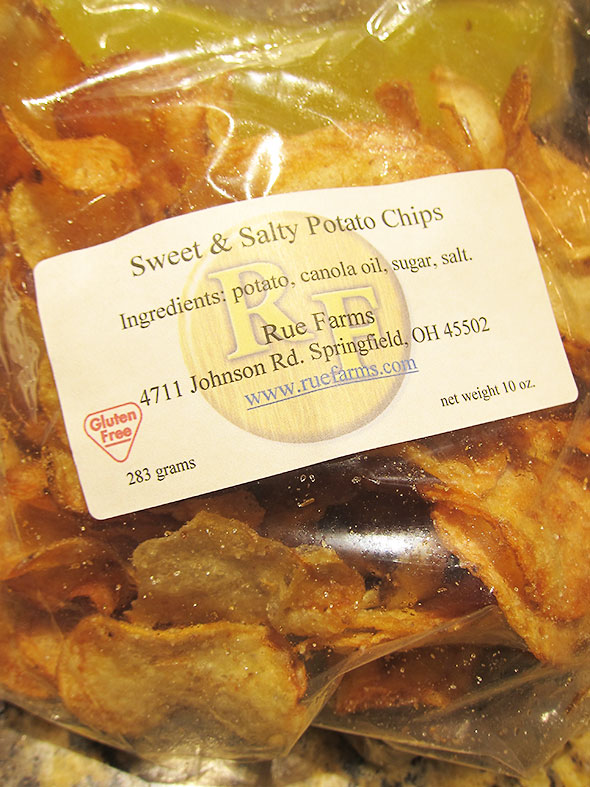 Sweet & Salty Potato Chips
Ingredients: potato, canola oil, sugar, salt.
RF
Rue Farms
4711 Johnson Rd. Springfield, OH 45502
www.ruefarms.com
Gluten
Free
net weight 10 oz.
283 grams